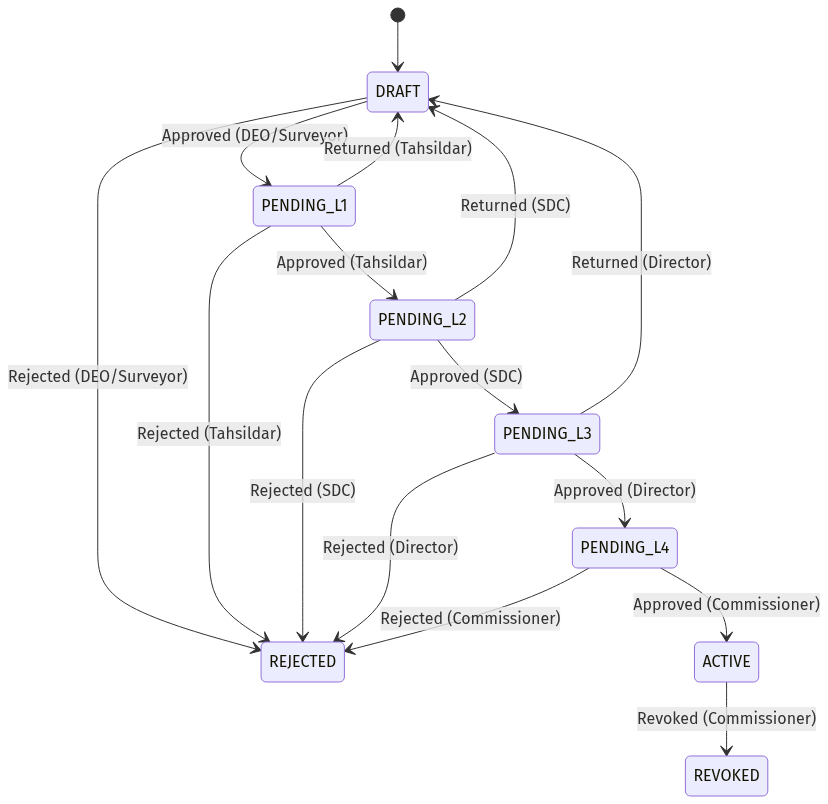 DRAFT
Approved (DEO/Surveyor)
Returned (Tahsildar)
PENDING_L1
Returned (SDC)
Approved (Tahsildar)
Returned (Director)
PENDING_L2
Rejected (DEO/Surveyor)
Approved (SDC)
Rejected (Tahsildar)
PENDING_L3
Rejected (SDC)
Approved (Director)
Rejected (Director)
PENDING_L4
Rejected (Commissioner)
Approved (Commissioner)
REJECTED
ACTIVE
Revoked (Commissioner)
REVOKED